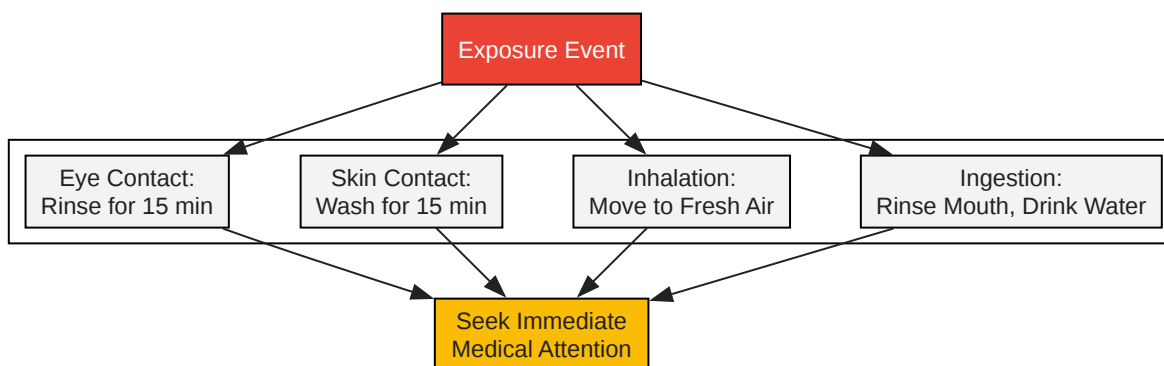 Exposure Event
Eye Contact:
Rinse for 15 min
Skin Contact:
Wash for 15 min
Inhalation:
Move to Fresh Air
Ingestion:
Rinse Mouth, Drink Water
Seek Immediate
Medical Attention